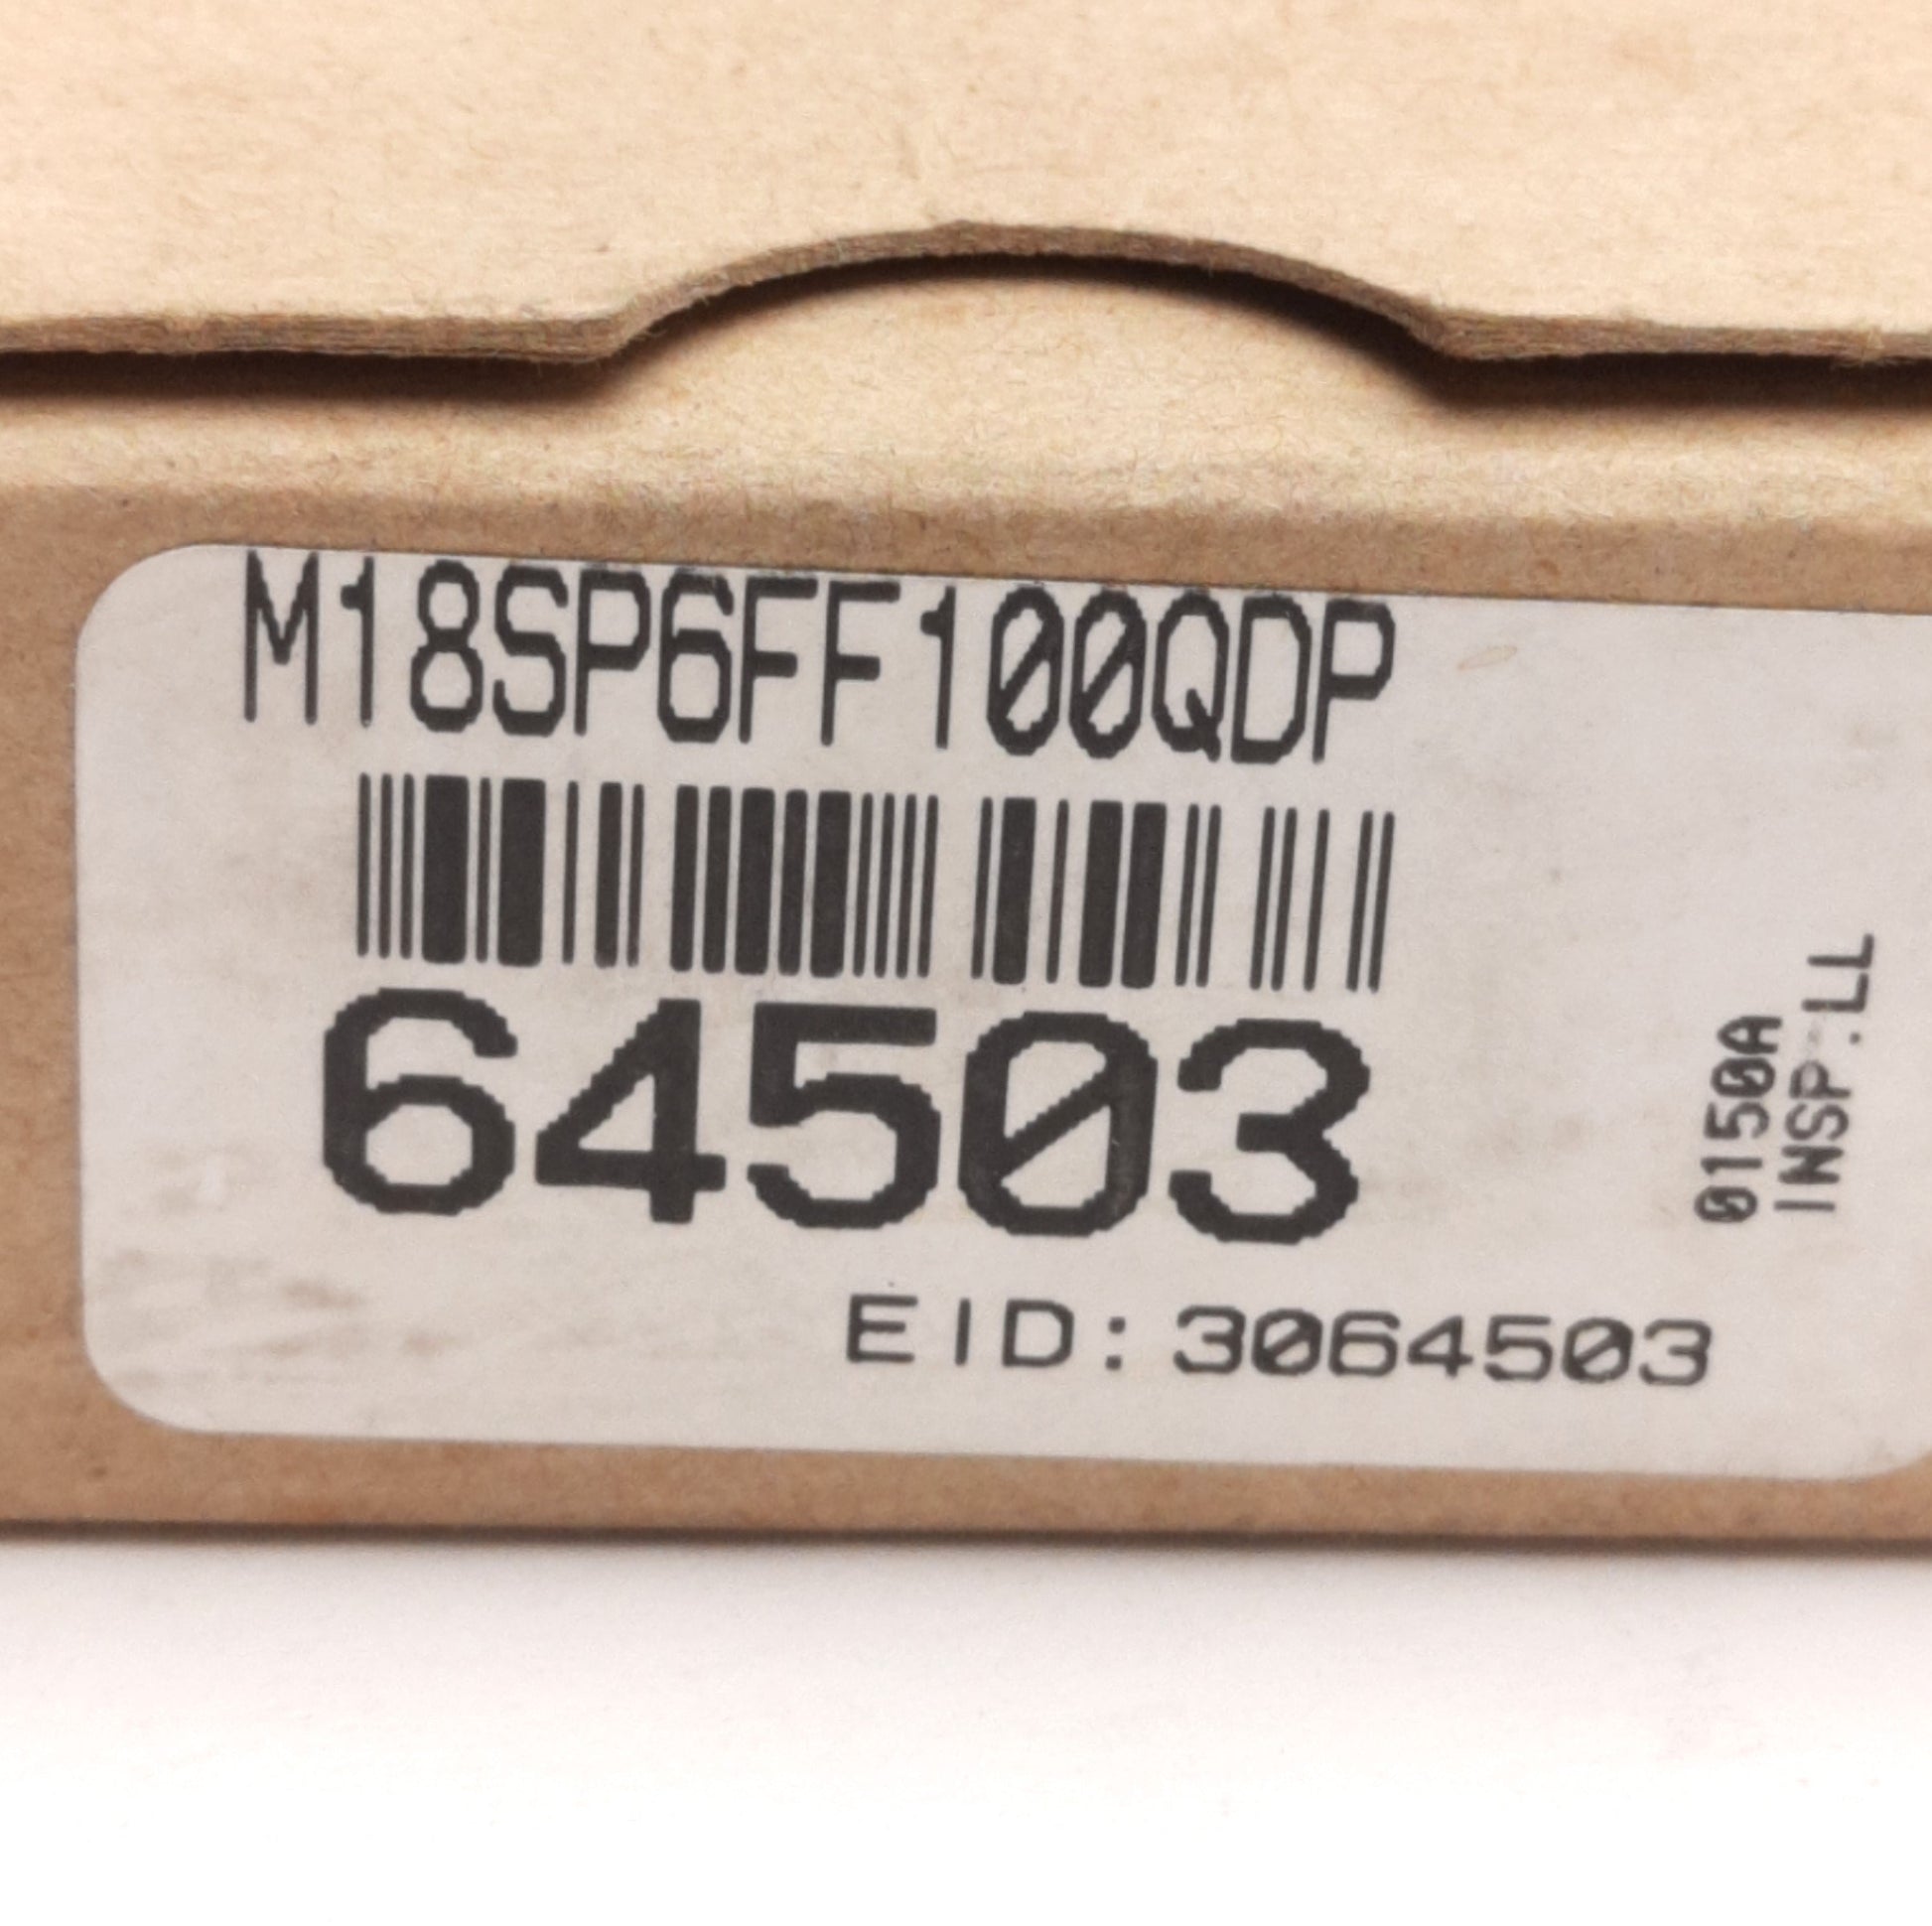 M18SP6FF100QDP
64503
EID: 3064503
0150A
INSP.LL